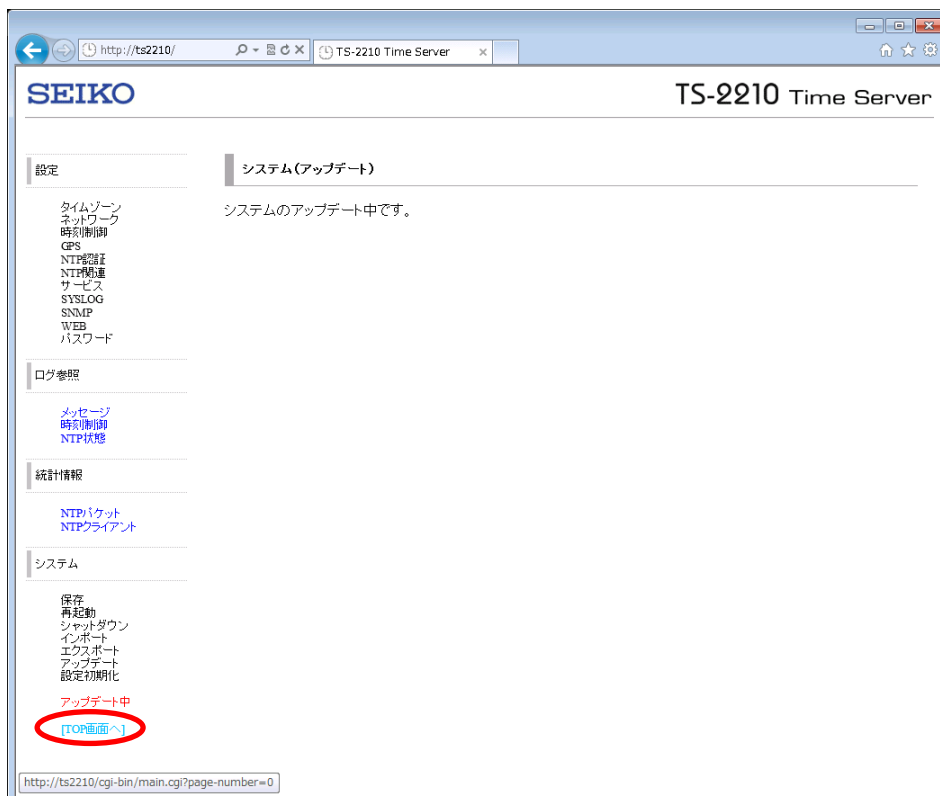 http://ts2210/
TS-2210 Time Server
SEIKO
TS-2210 Time Server
設定
タイムゾーン
ネットワーク
時刻制御
GPS
NTP認証
NTP関連
サービス
SYSLOG
SNMP
WEB
パスワード
ログ参照
メッセージ
時刻制御
NTP状態
統計情報
NTPパケット
NTPクライアント
システム
保存
再起動
シャットダウン
インポート
エクスポート
アップデート
設定初期化
アップデート中
[TOP画面へ]
システム(アップデート)
システムのアップデート中です。
http://ts2210/cgi-bin/main.cgi?page-number=0